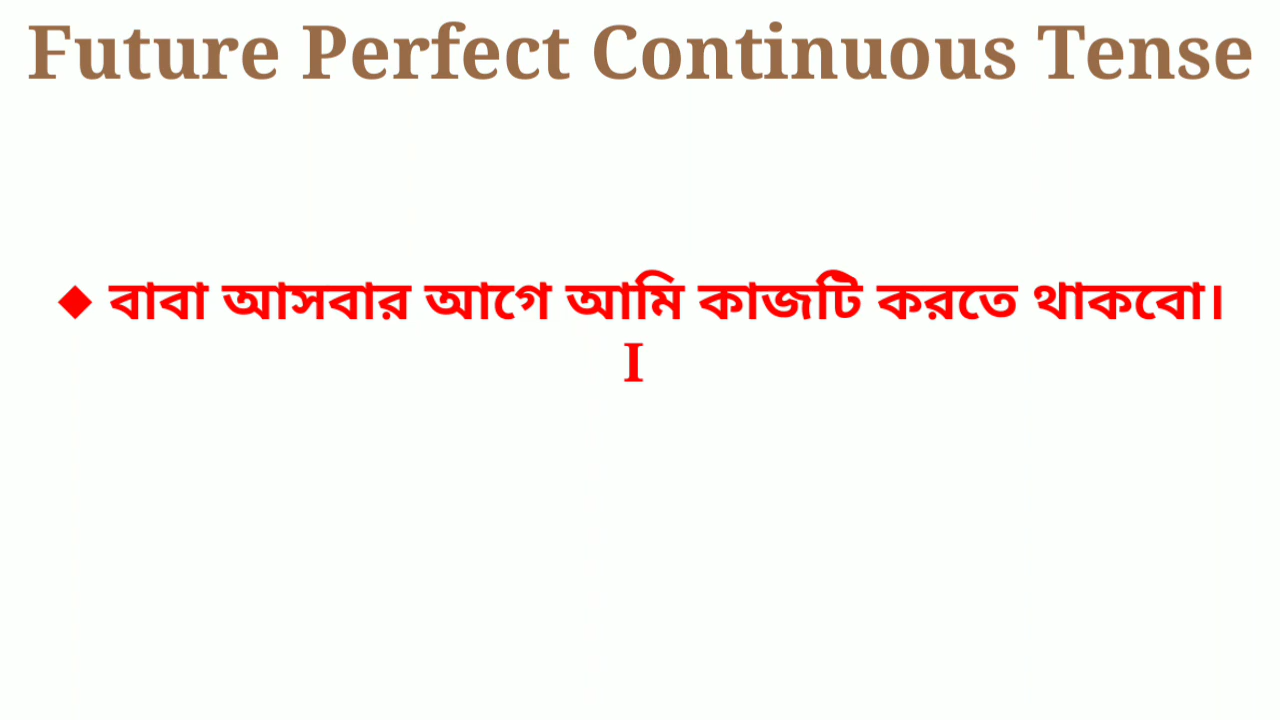 Future Perfect Continuous Tense
◆ বাবা আসবার আগে আমি কাজটি করতে থাকবো।
I